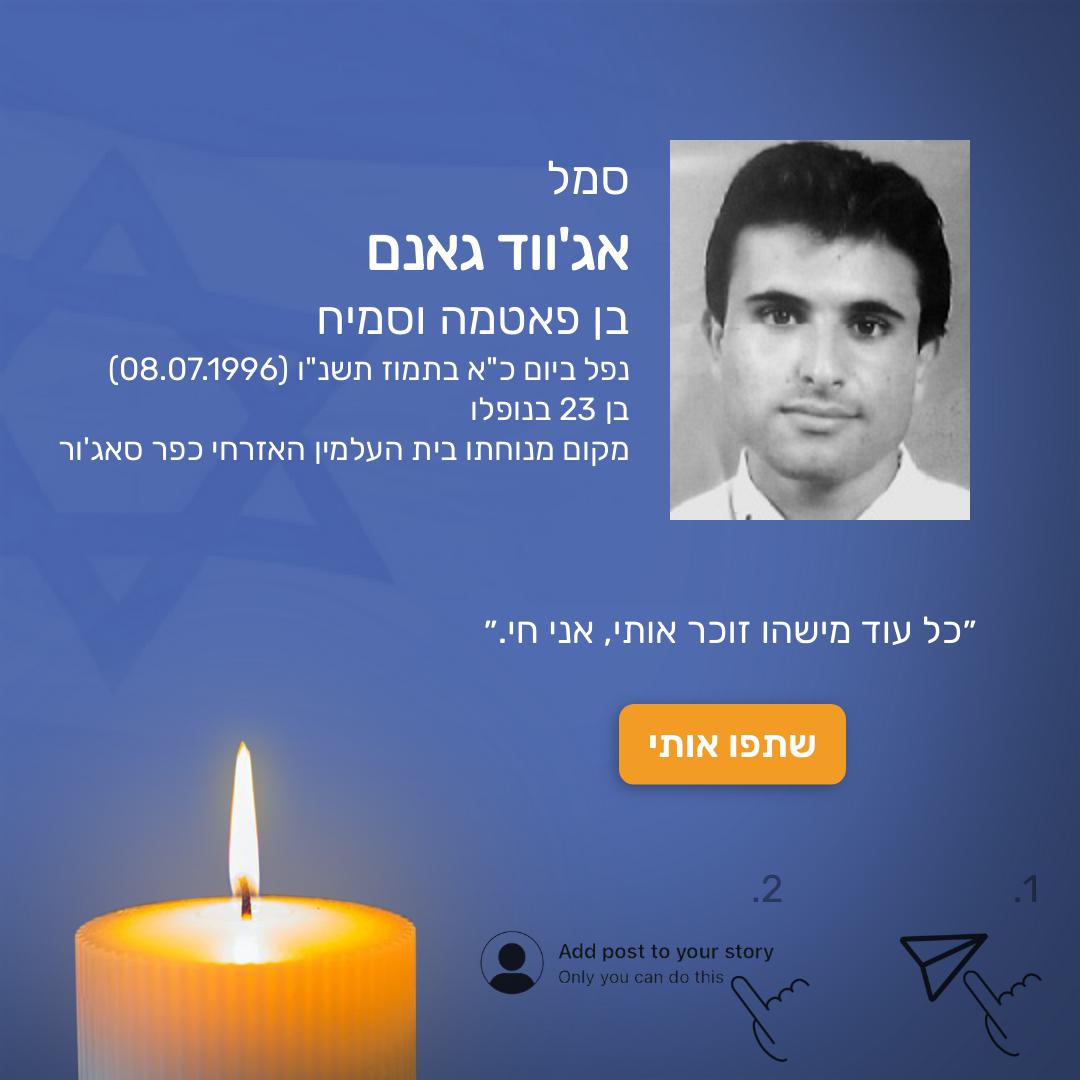 סמל
אג'ווד גאנם
בן פאטמה וסמיח
נפל ביום כ"א בתמוז תשנ"ו (08.07.1996)
בן 23 בנופלו
מקום מנוחתו בית העלמין האזרחי כפר סאג'ור
״כל עוד מישהו זוכר אותי, אני חי.״
שתפו אותי
1.
2.
Add post to your story
Only you can do this